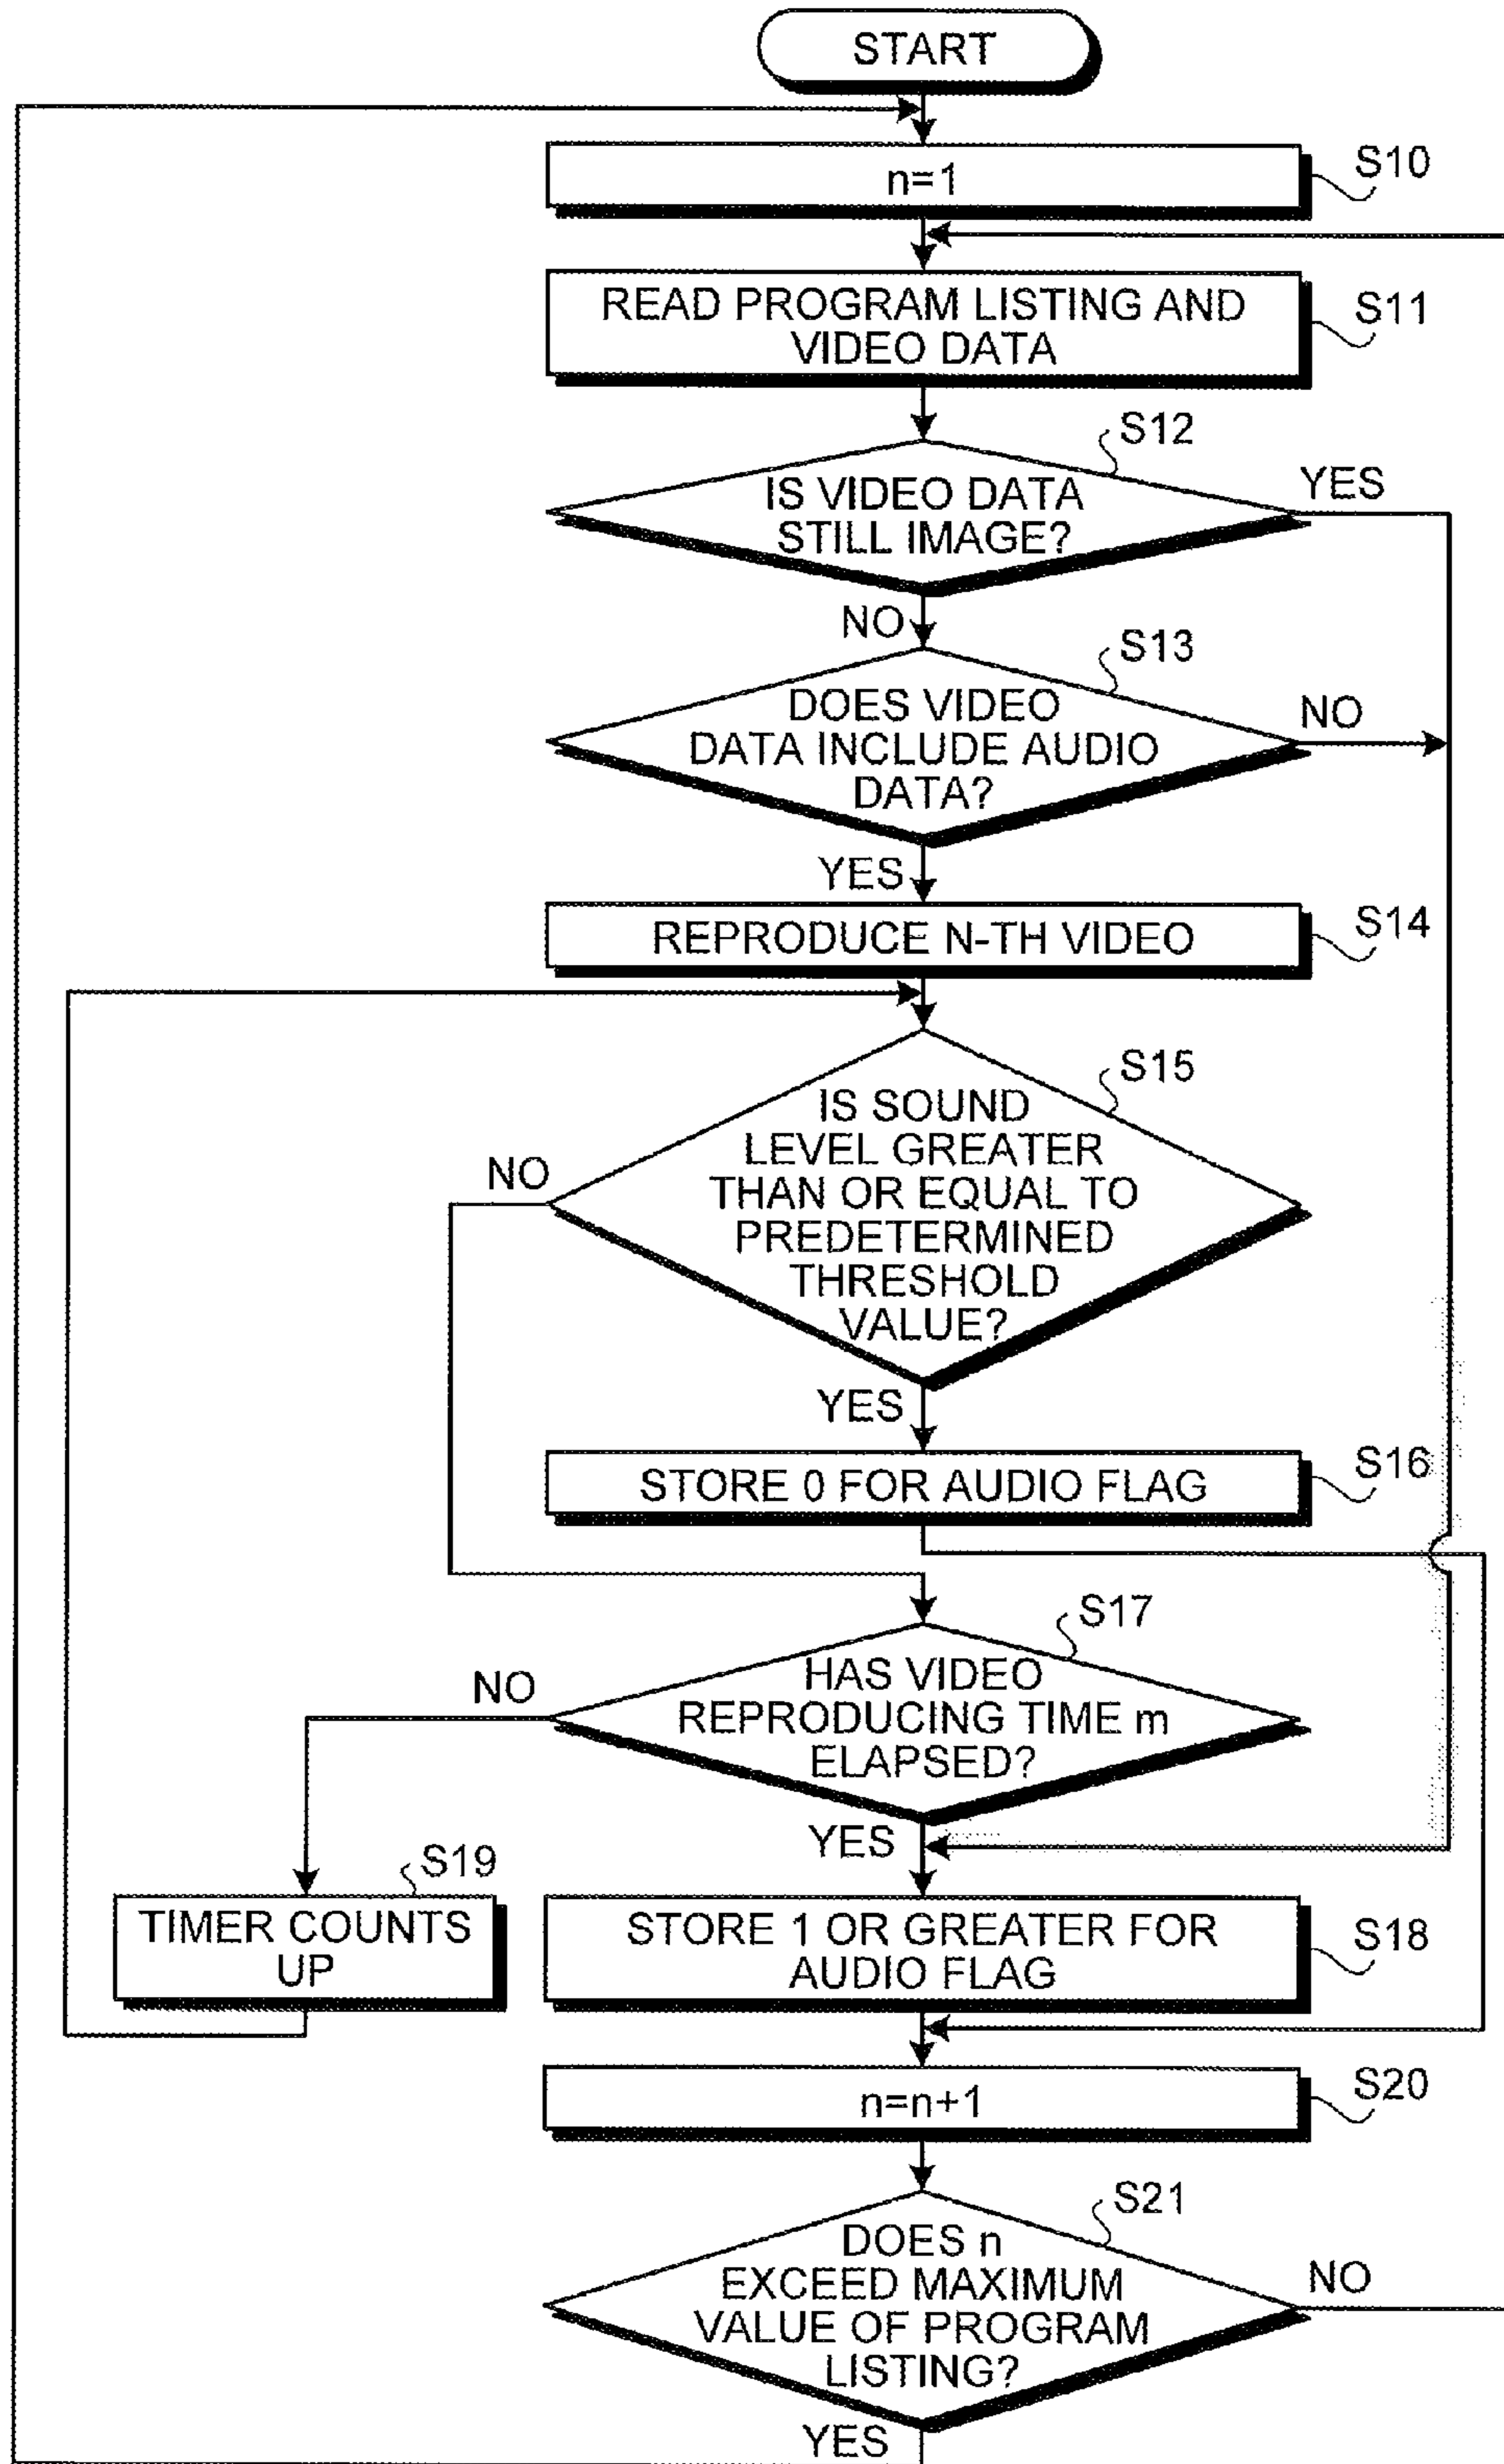 START
n=1
S10
READ PROGRAM LISTING AND
VIDEO DATA
S11
S12
IS VIDEO DATA
STILL IMAGE?
YES
NO
S13
DOES VIDEO
DATA INCLUDE AUDIO
DATA?
NO
YES
REPRODUCE N-TH VIDEO
S14
S15
IS SOUND
LEVEL GREATER
THAN OR EQUAL TO
PREDETERMINED
THRESHOLD
VALUE?
NO
YES
STORE 0 FOR AUDIO FLAG
S16
S17
HAS VIDEO
REPRODUCING TIME m
ELAPSED?
NO
YES
S19
TIMER COUNTS
UP
STORE 1 OR GREATER FOR
AUDIO FLAG
S18
n=n+1
S20
S21
DOES n
EXCEED MAXIMUM
VALUE OF PROGRAM
LISTING?
NO
YES